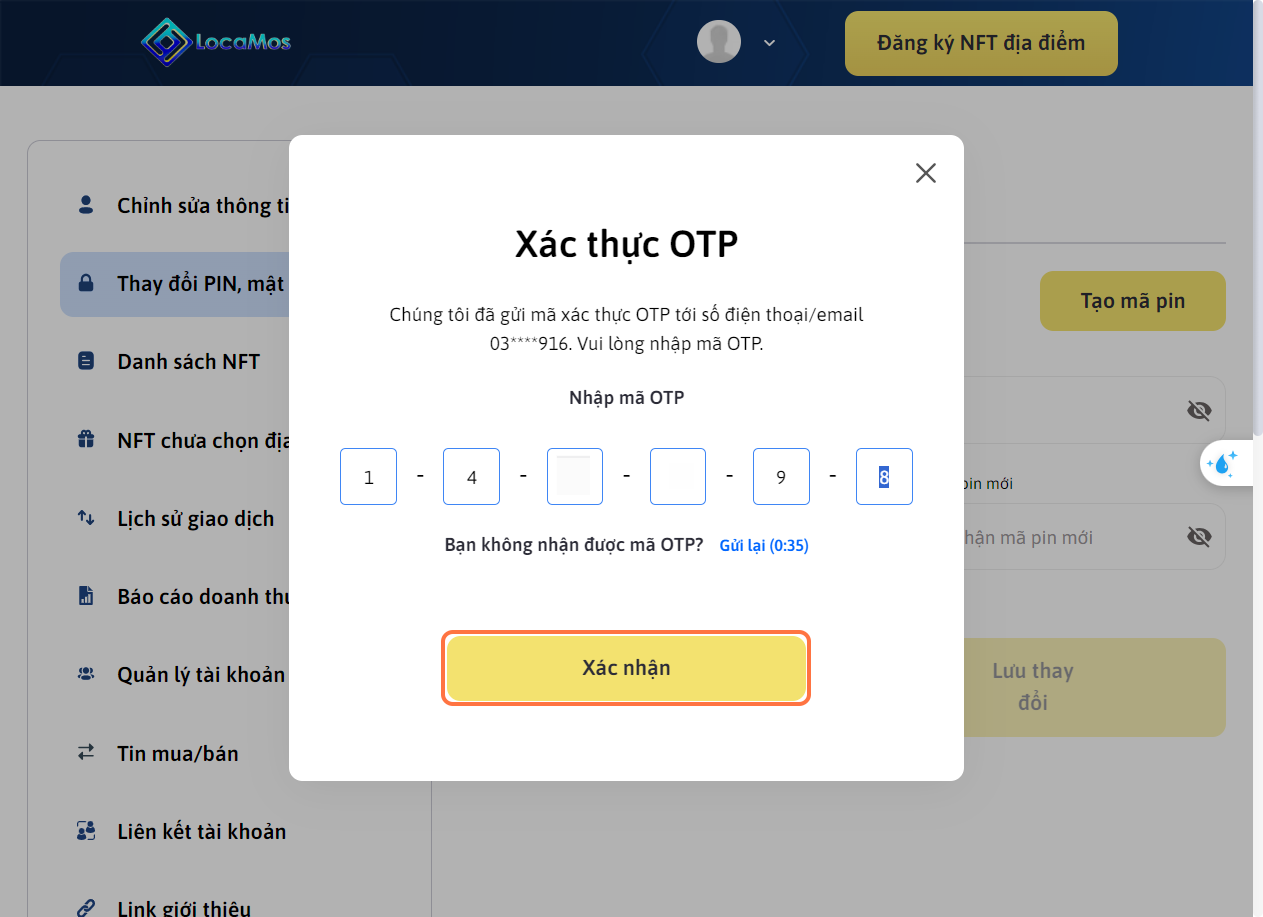 LocaMos
Đăng ký NFT địa điểm
Chỉnh sửa thông
Thay đổi PIN, mật
Danh sách NFT
NFT chưa chọn
Lịch sử giao dịch
Báo cáo doanh
Quản lý tài khoản
Tin mua/bán
Liên kết tài khoản
Link giới thiệu
Xác thực OTP
Chúng tôi đã gửi mã xác thực OTP tới số điện thoại/email
03****916. Vui lòng nhập mã OTP.
Nhập mã OTP
1 - 4 - - - 9 - 8
Bạn không nhận được mã OTP? Gửi lại (0:35)
Xác nhận
Tạo mã pin
pin mới
mã pin mới
Lưu thay
đổi